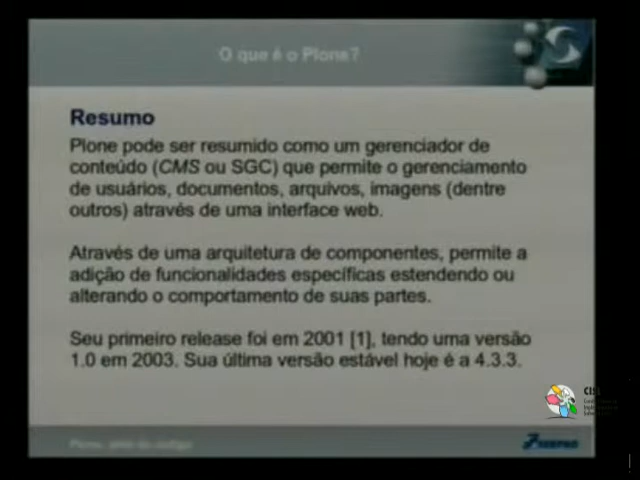 O que é o Plone?
Resumo
Plone pode ser resumido como um gerenciador de
conteúdo (CMS ou SGC) que permite o gerenciamento
de usuários, documentos, arquivos, imagens (dentre
outros) através de uma interface web.
Através de uma arquitetura de componentes, permite a
adição de funcionalidades específicas estendendo ou
alterando o comportamento de suas partes.
Seu primeiro release foi em 2001 [1], tendo uma versão
1.0 em 2003. Sua última versão estável hoje é a 4.3.3.
SERPRO